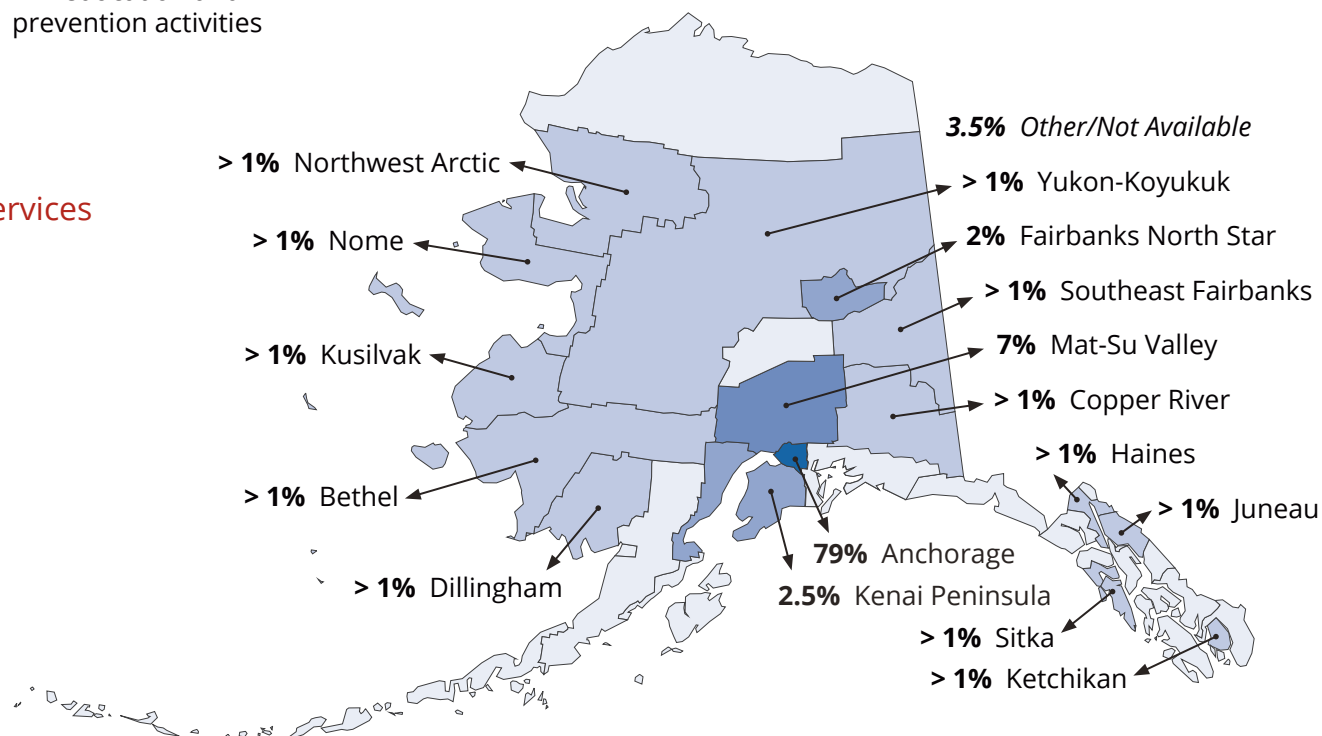 prevention activities
ervices
> 1% Northwest Arctic
> 1% Nome
> 1% Kusilvak
> 1% Bethel
> 1% Dillingham
3.5% Other/Not Available
> 1% Yukon-Koyukuk
2% Fairbanks North Star
> 1% Southeast Fairbanks
7% Mat-Su Valley
> 1% Copper River
> 1% Haines
> 1% Juneau
79% Anchorage
2.5% Kenai Peninsula
> 1% Sitka
> 1% Ketchikan